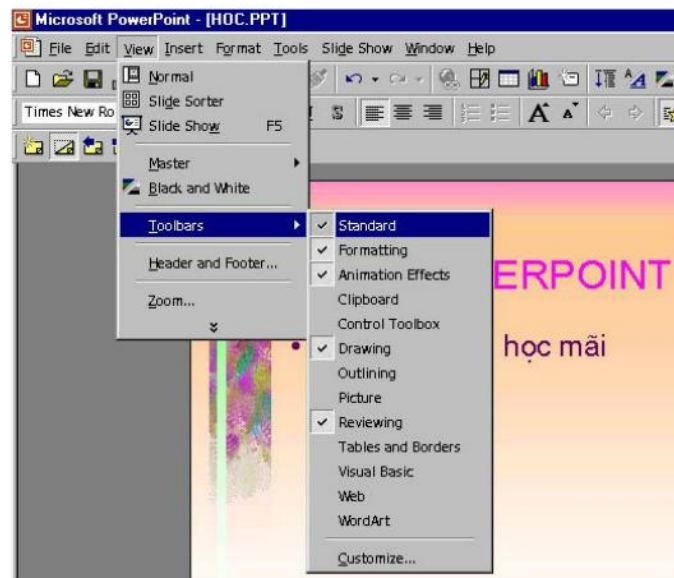 Microsoft PowerPoint - [HOC.PPT]
File Edit View Insert Format Tools Slide Show Window Help
Normal
Slide Sorter
Slide Show F5
Master
Black and White
Toolbars
Header and Footer...
Zoom...
Times New Ro
Standard
Formatting
Animation Effects
Clipboard
Control Toolbox
Drawing
Outlining
Picture
Reviewing
Tables and Borders
Visual Basic
Web
WordArt
Customize...
ERPOINT
học mãi